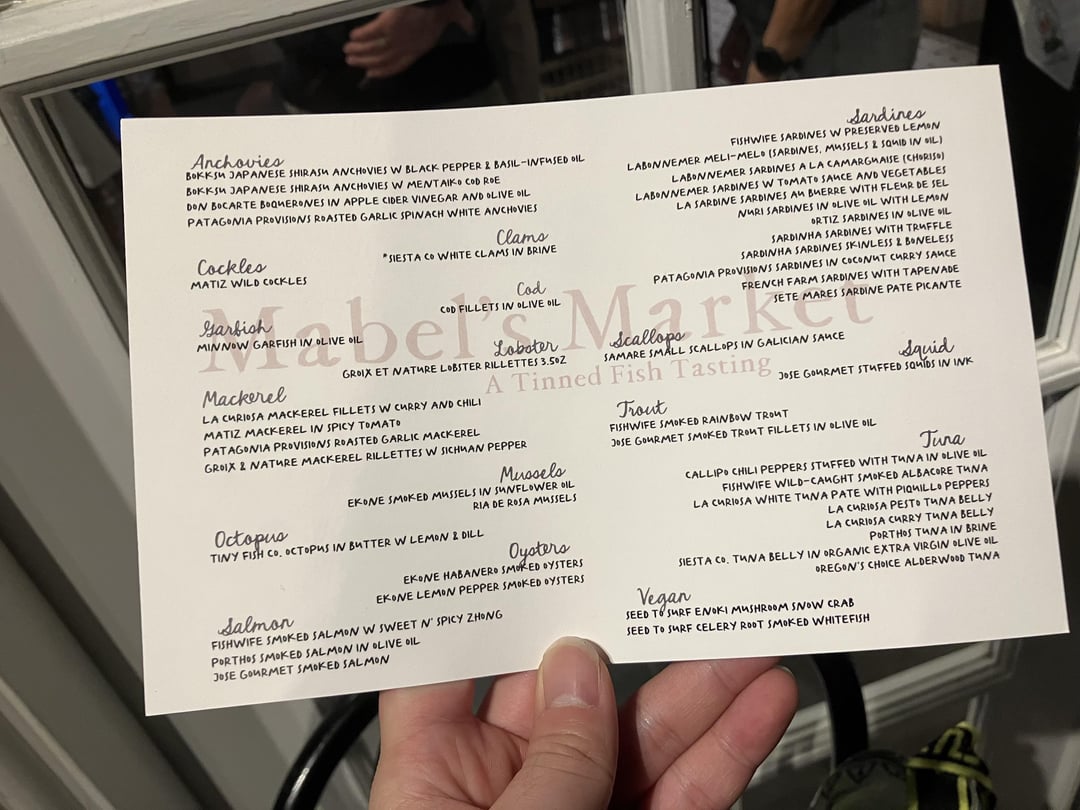 Anchovies
BOKKSU JAPANESE SHIRASU ANCHOVIES W BLACK PEPPER & BASIL-INFUSED OIL
BOKKSU JAPANESE SHIRASU ANCHOVIES W MENTAIKO COD ROE
DON BOCARTE BOQUERONES IN APPLE CIDER VINEGAR AND OLIVE OIL
PATAGONIA PROVISIONS ROASTED GARLIC SPINACH WHITE ANCHOVIES
Clams
*SIESTA CO WHITE CLAMS IN BRINE
Cockles
MATIZ WILD COCKLES
Cod
COD FILLETS IN OLIVE OIL
Garfish
MINNOW GARFISH IN OLIVE OIL
Lobster
GROIX ET NATURE LOBSTER RILLETTES 3.5OZ
Mackerel
LA CURIOSA MACKEREL FILLETS W CURRY AND CHILI
MATIZ MACKEREL IN SPICY TOMATO
PATAGONIA PROVISIONS ROASTED GARLIC MACKEREL
GROIX & NATURE MACKEREL RILLETTES W SICHUAN PEPPER
Mussels
EKONE SMOKED MUSSELS IN SUNFLOWER OIL
RIA DE ROSA MUSSELS
Octopus
TINY FISH CO. OCTOPUS IN BUTTER W LEMON & DILL
Oysters
EKONE HABANERO SMOKED OYSTERS
EKONE LEMON PEPPER SMOKED OYSTERS
Salmon
FISHWIFE SMOKED SALMON W SWEET N' SPICY ZHONG
PORTHOS SMOKED SALMON IN OLIVE OIL
JOSE GOURMET SMOKED SALMON
Mabel's Market
A Tinned Fish Tasting
Sardines
FISHWIFE SARDINES W PRESERVED LEMON
LABONNEMER MELI-MELO (SARDINES, MUSSELS & SQUID IN OIL)
LABONNEMER SARDINES A LA CAMARGUAISE (CHORISO)
LABONNEMER SARDINES W TOMATO SAUCE AND VEGETABLES
LA SARDINE SARDINES AM BUERRE WITH FLEUR DE SEL
NURI SARDINES IN OLIVE OIL WITH LEMON
ORTIZ SARDINES IN OLIVE OIL
SARDINHA SARDINES WITH TRUFFLE
SARDINHA SARDINES SKINLESS & BONELESS
PATAGONIA PROVISIONS SARDINES IN COCONUT CURRY SAUCE
FRENCH FARM SARDINES WITH TAPENADE
SETE MARES SARDINE PATE PICANTE
Scallops
SAMARE SMALL SCALLOPS IN GALICIAN SAUCE
Squid
JOSE GOURMET STUFFED SQUIDS IN INK
Trout
FISHWIFE SMOKED RAINBOW TROUT
JOSE GOURMET SMOKED TROUT FILLETS IN OLIVE OIL
Tuna
CALLIPO CHILI PEPPERS STUFFED WITH TUNA IN OLIVE OIL
FISHWIFE WILD-CAUGHT SMOKED ALBACORE TUNA
LA CURIOSA WHITE TUNA PATE WITH PIQUILLO PEPPERS
LA CURIOSA PESTO TUNA BELLY
LA CURIOSA CURRY TUNA BELLY
PORTHOS TUNA IN BRINE
SIESTA CO. TUNA BELLY IN ORGANIC EXTRA VIRGIN OLIVE OIL
OREGON'S CHOICE ALDERWOOD TUNA
Vegan
SEED TO SURF ENOKI MUSHROOM SNOW CRAB
SEED TO SURF CELERY ROOT SMOKED WHITEFISH